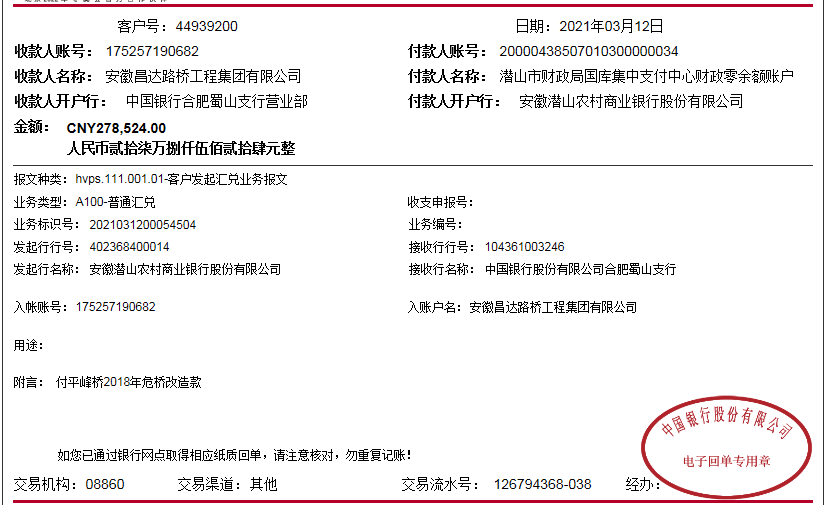 客户号：44939200 日期：2021年03月12日
收款人账号：175257190682 付款人账号：20000438507010300000034
收款人名称：安徽昌达路桥工程集团有限公司 付款人名称：潜山市财政局国库集中支付中心财政零余额账户
收款人开户行：中国银行合肥蜀山支行营业部 付款人开户行：安徽潜山农村商业银行股份有限公司
金额：CNY278,524.00
人民币贰拾柒万捌仟伍佰贰拾肆元整
报文种类：hvps.111.001.01-客户发起汇兑业务报文
业务类型：A100-普通汇兑 收支申报号：
业务标识号：2021031200054504 业务编号：
发起行行号：402368400014 接收行行号：104361003246
发起行名称：安徽潜山农村商业银行股份有限公司 接收行名称：中国银行股份有限公司合肥蜀山支行
入帐账号：175257190682 入账户名：安徽昌达路桥工程集团有限公司
用途：
附言：付平峰桥2018年危桥改造款
中国银行股份有限公司
电子回单专用章
如您已通过银行网点取得相应纸质回单，请注意核对，勿重复记账！
交易机构：08860 交易渠道：其他 交易流水号：126794368-038 经办：